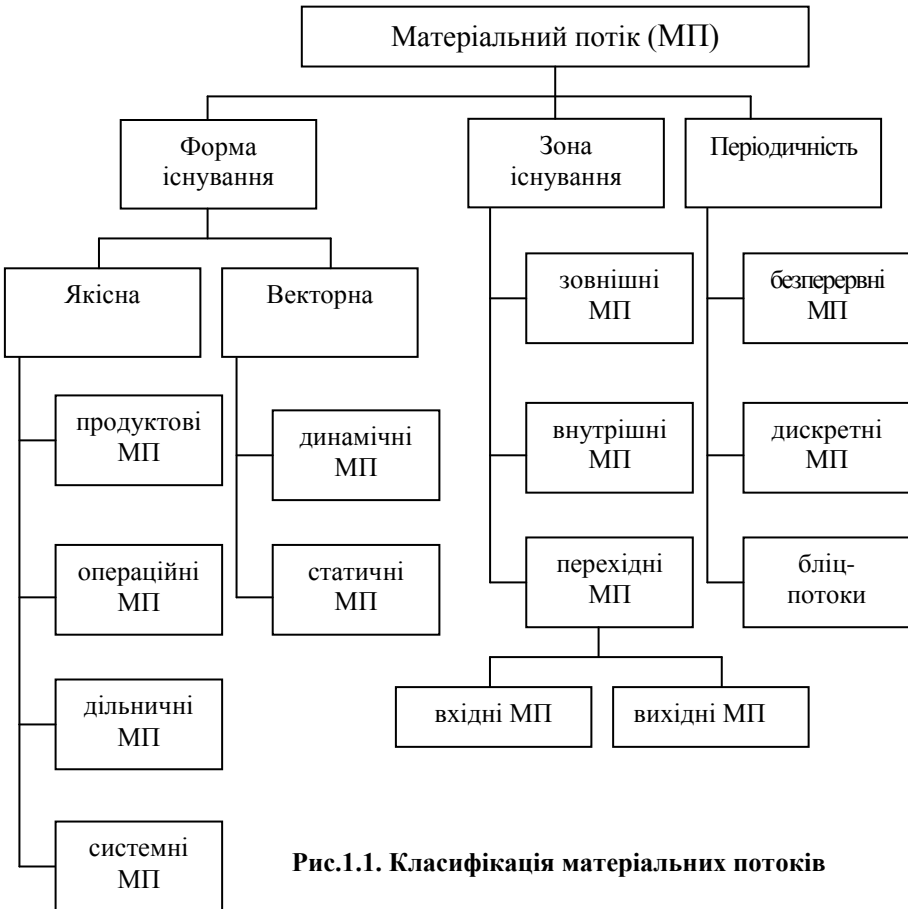 Матеріальний потік (МП)
Форма
існування
Зона
існування
Періодичність
Якісна
Векторна
зовнішні
МП
безперервні
МП
продуктові
МП
динамічні
МП
внутрішні
МП
дискретні
МП
операційні
МП
статичні
МП
перехідні
МП
бліц-
потоки
дільничні
МП
вхідні МП
вихідні МП
системні
МП
Рис.1.1. Класифікація матеріальних потоків